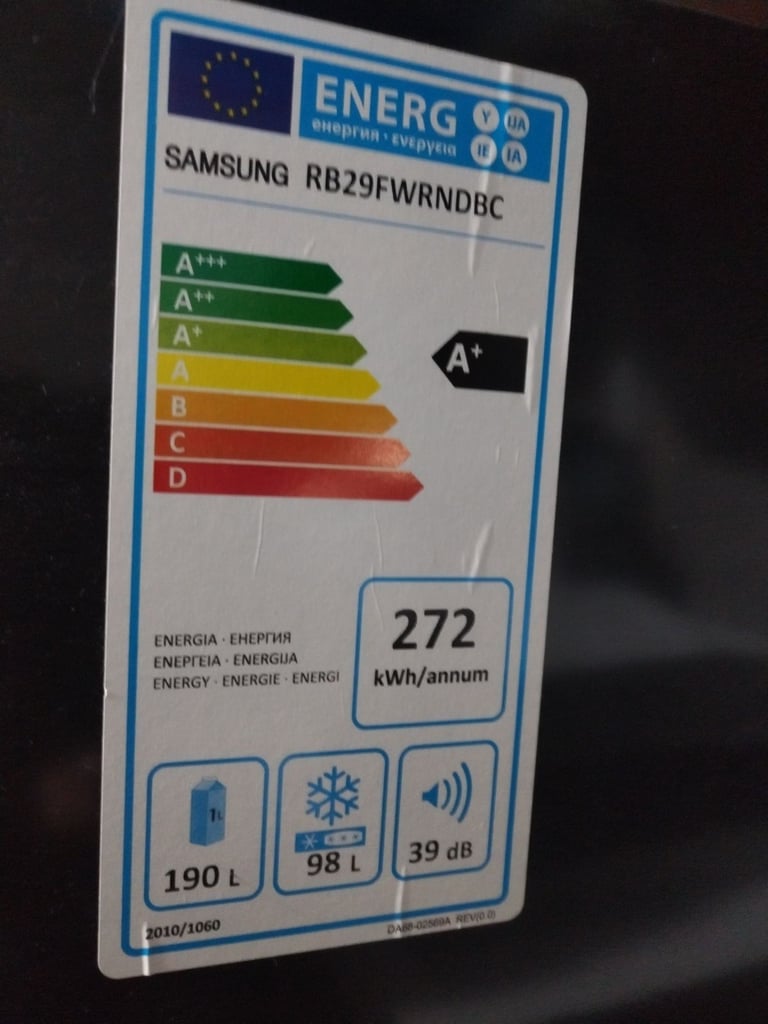 ENERG Y UA
енергия · ενεργεια IE IA
SAMSUNG RB29FWRNDBC
A+++
A++
A+
A+
A
B
C
D
272
kWh/annum
ENERGIA · ЕНЕРГИЯ
ΕΝΕΡΓΕΙΑ · ENERGIJA
ENERGY · ENERGIE · ENERGI
1L
190 L
98 L
39 dB
2010/1060
DA68-02569A REV(0.0)